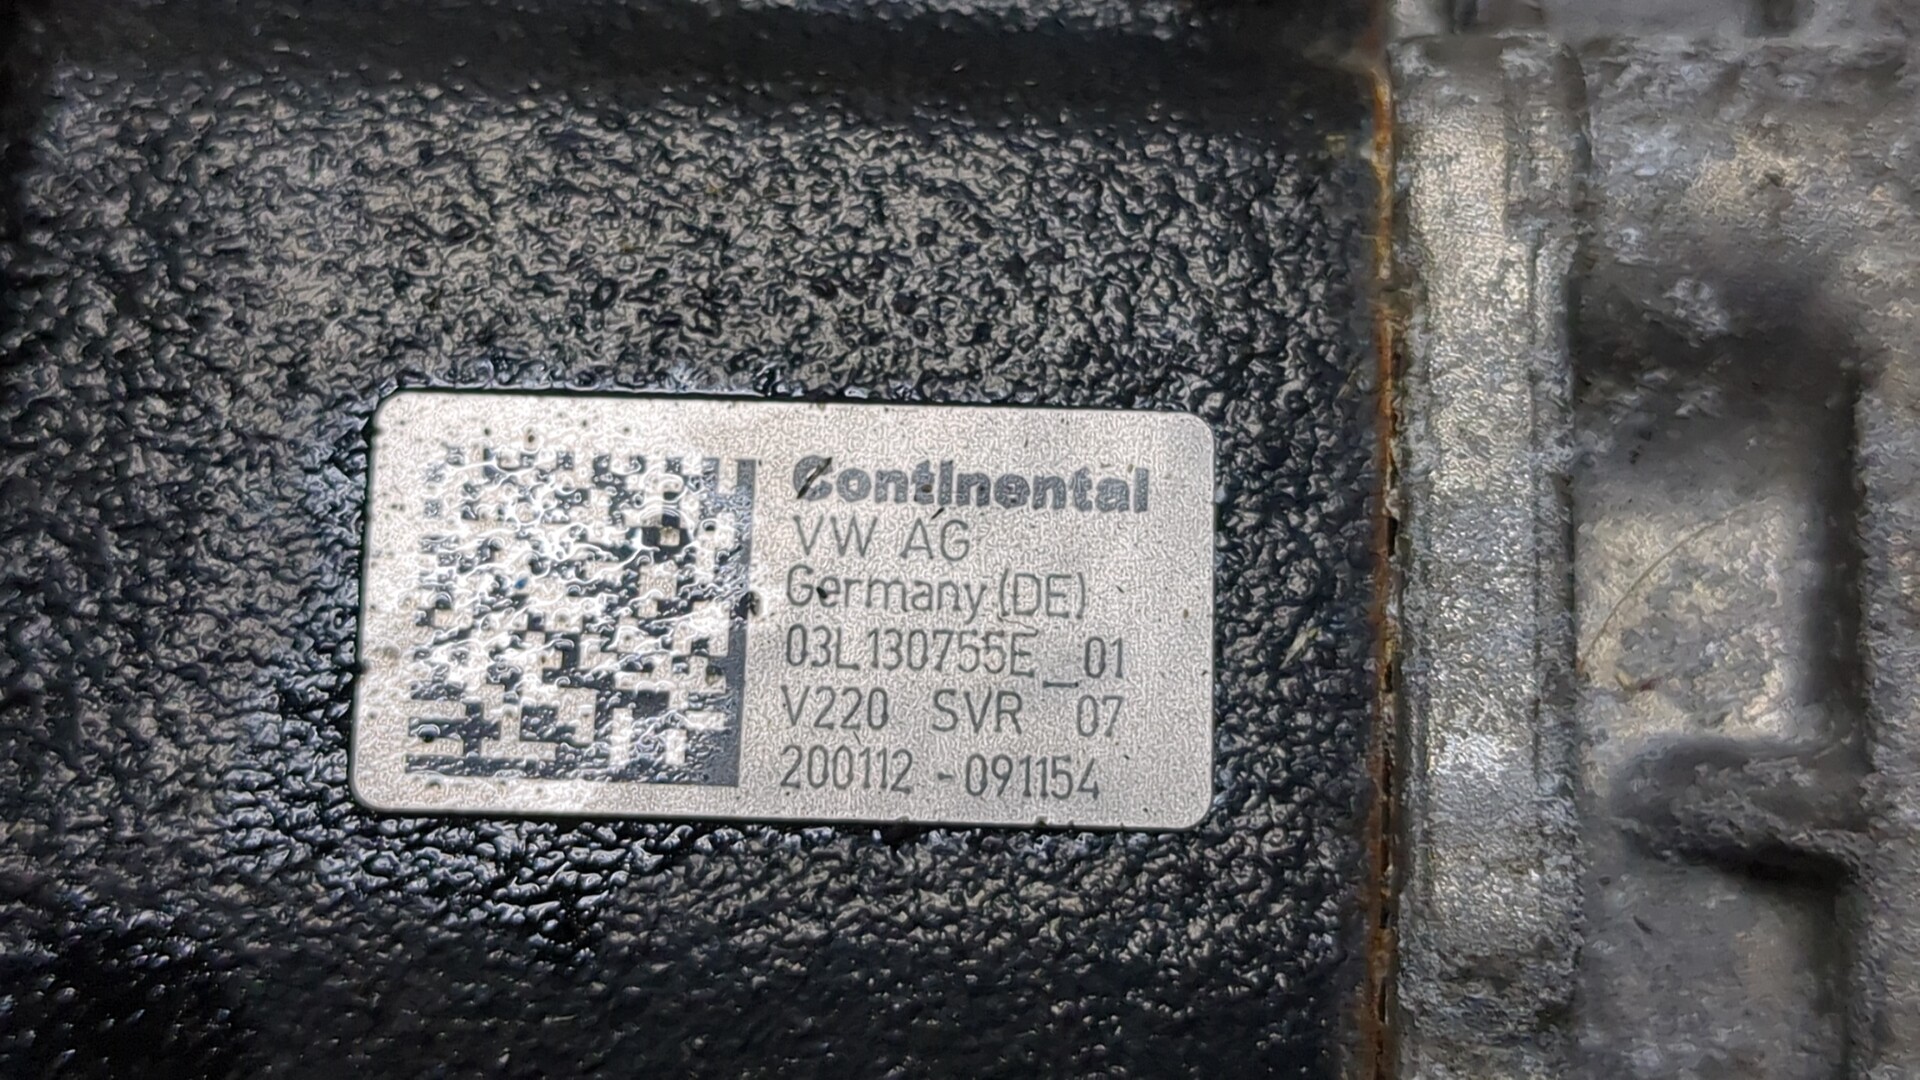 Continental
VW AG
Germany (DE)
03L130755E_01
V220 SVR 07
200112-091154